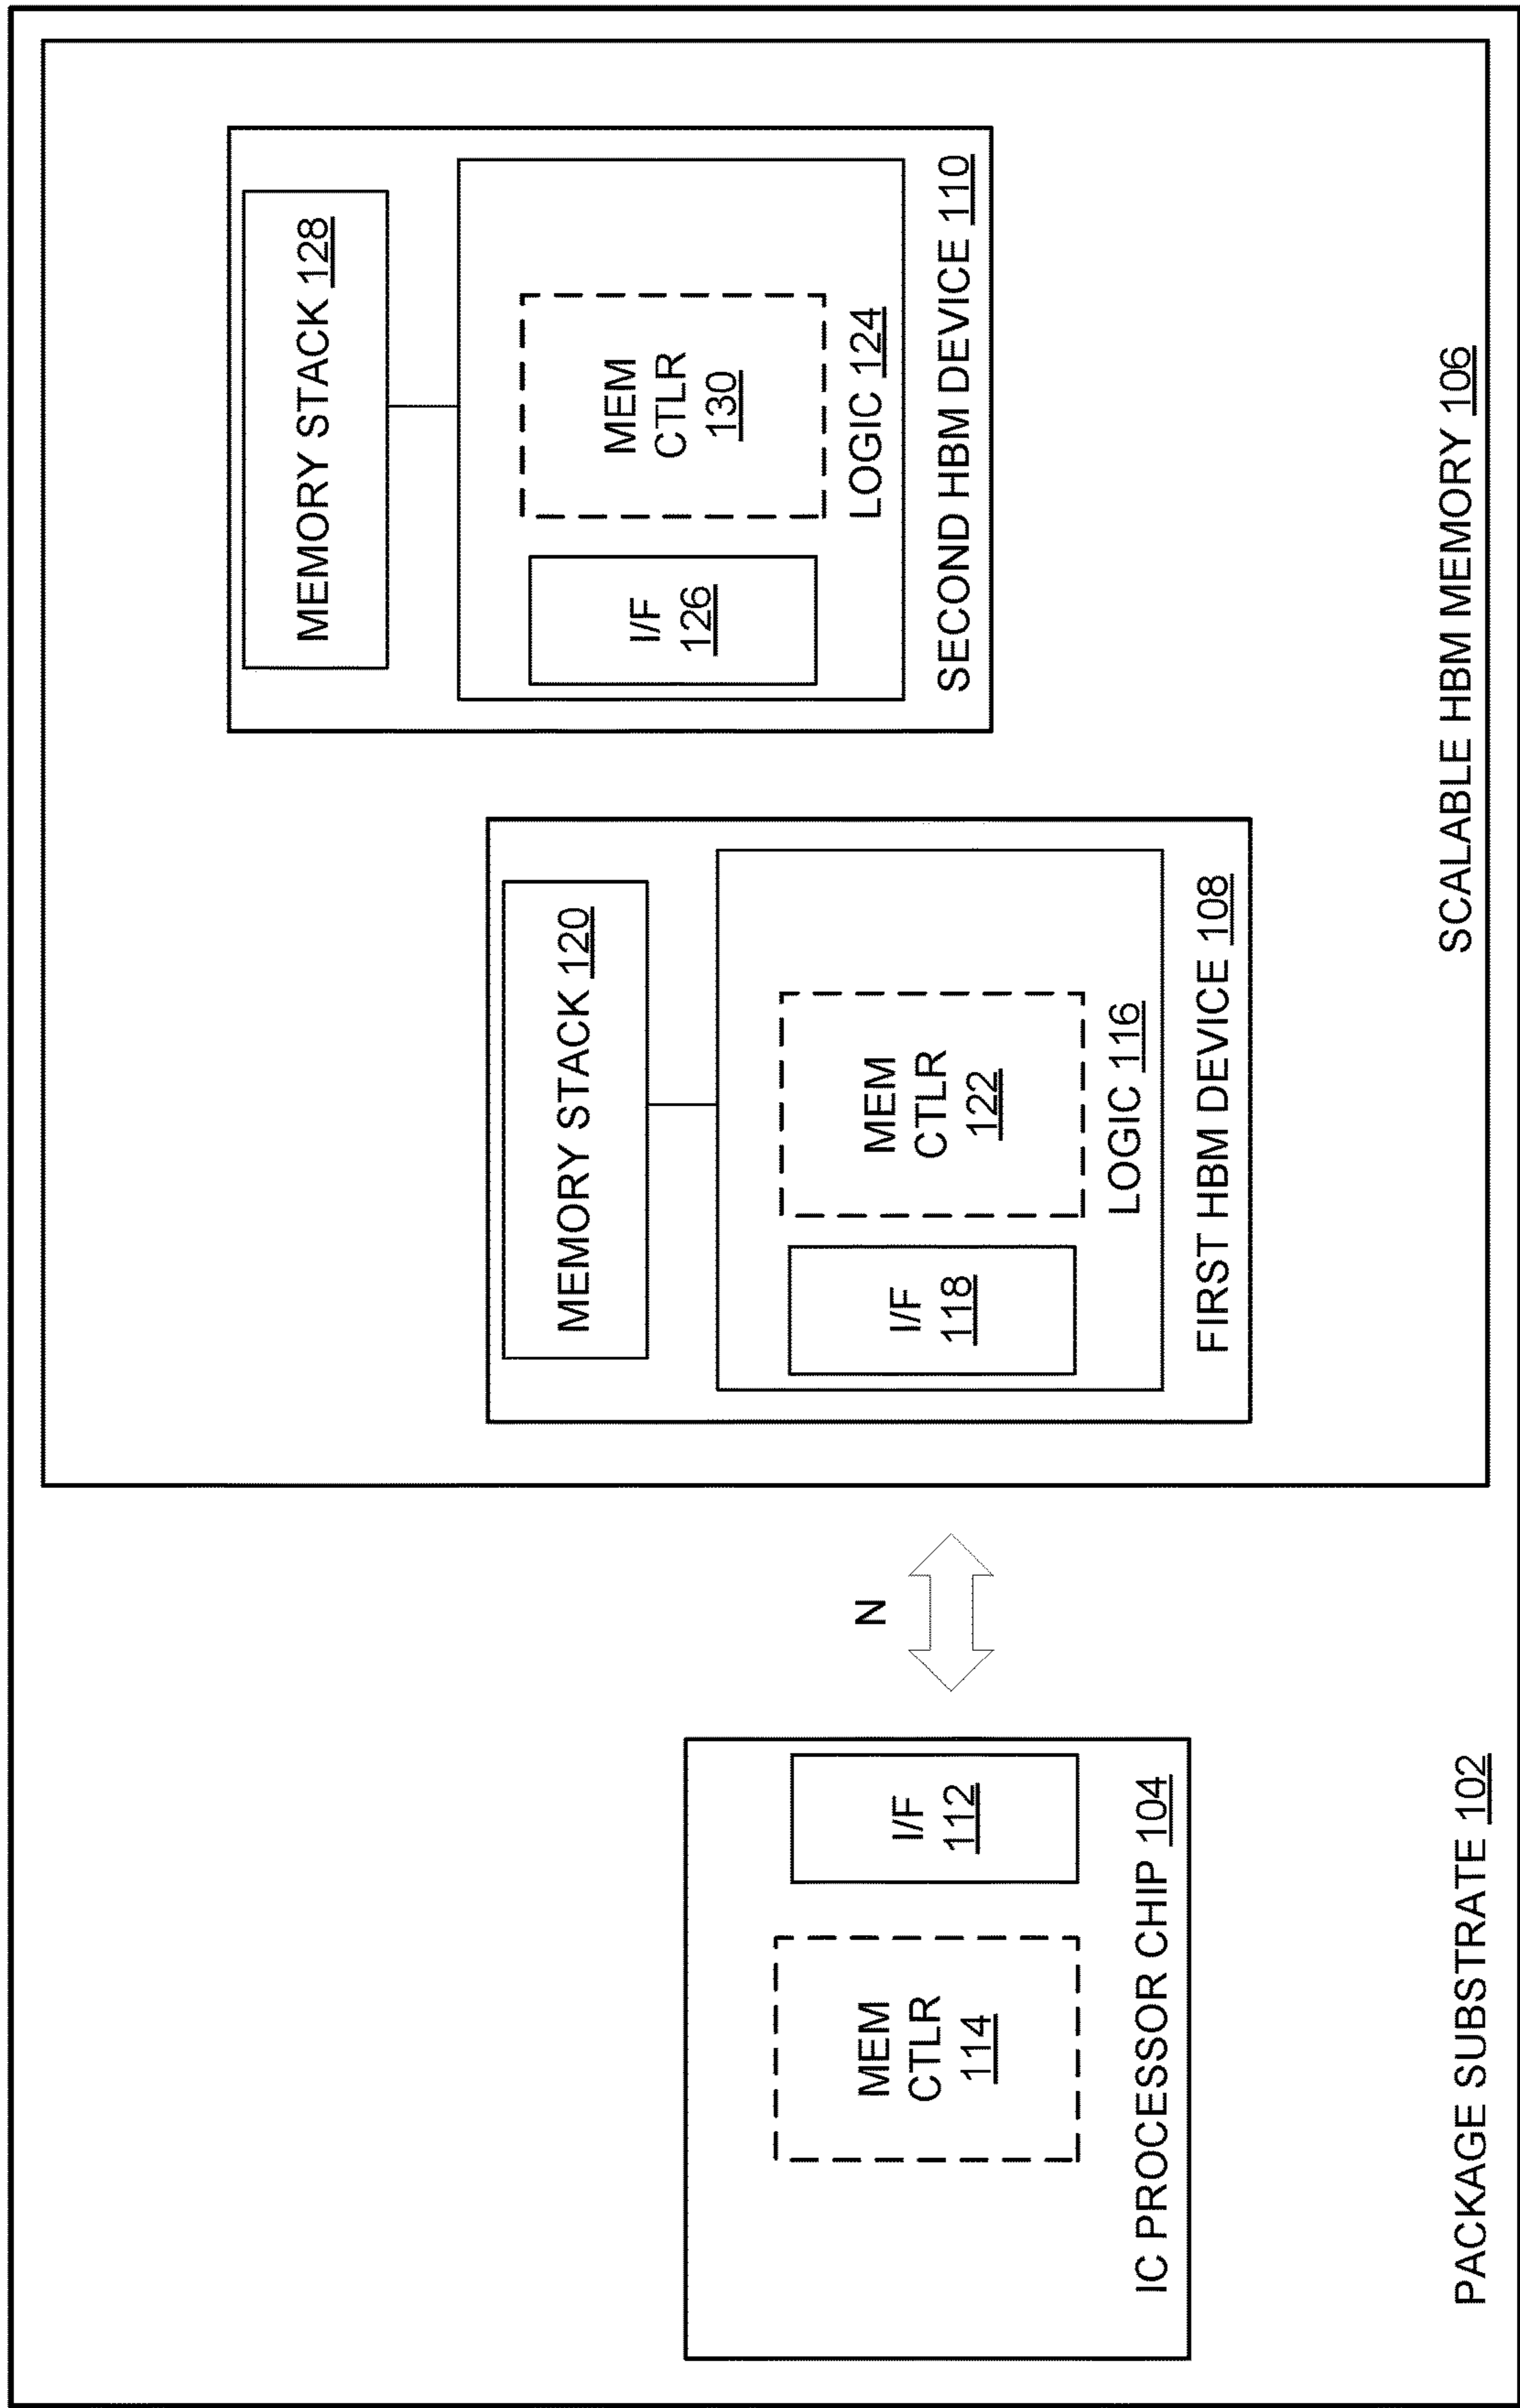 MEM
CTLR
114
I/F
112
IC PROCESSOR CHIP 104
N
MEMORY STACK 120
I/F
118
MEM
CTLR
122
LOGIC 116
FIRST HBM DEVICE 108
MEMORY STACK 128
I/F
126
MEM
CTLR
130
LOGIC 124
SECOND HBM DEVICE 110
SCALABLE HBM MEMORY 106
PACKAGE SUBSTRATE 102